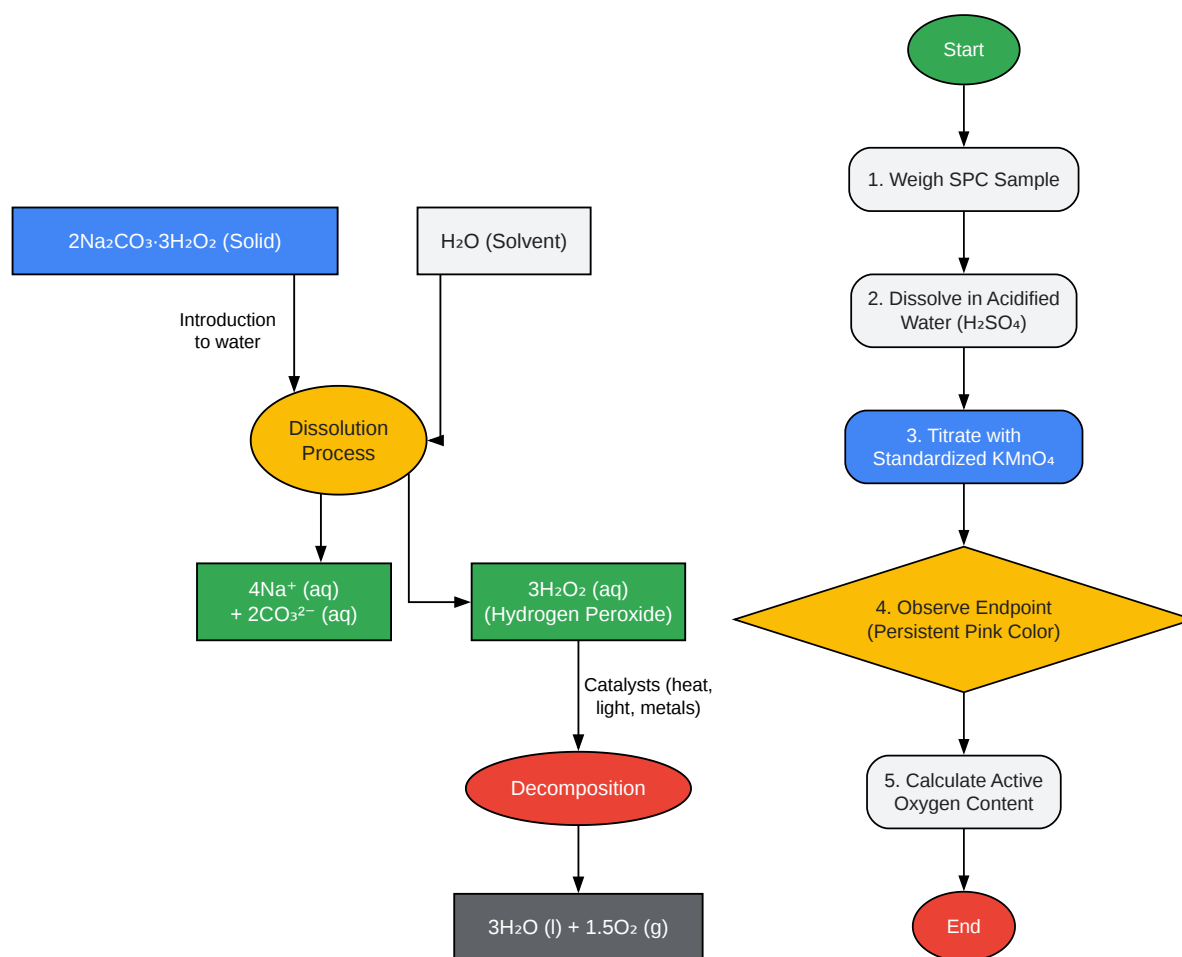 2Na₂CO₃·3H₂O₂ (Solid)
H₂O (Solvent)
Introduction
to water
Dissolution
Process
4Na⁺ (aq)
+ 2CO₃²⁻ (aq)
3H₂O₂ (aq)
(Hydrogen Peroxide)
Catalysts (heat,
light, metals)
Decomposition
3H₂O (l) + 1.5O₂ (g)
Start
1. Weigh SPC Sample
2. Dissolve in Acidified
Water (H₂SO₄)
3. Titrate with
Standardized KMnO₄
4. Observe Endpoint
(Persistent Pink Color)
5. Calculate Active
Oxygen Content
End